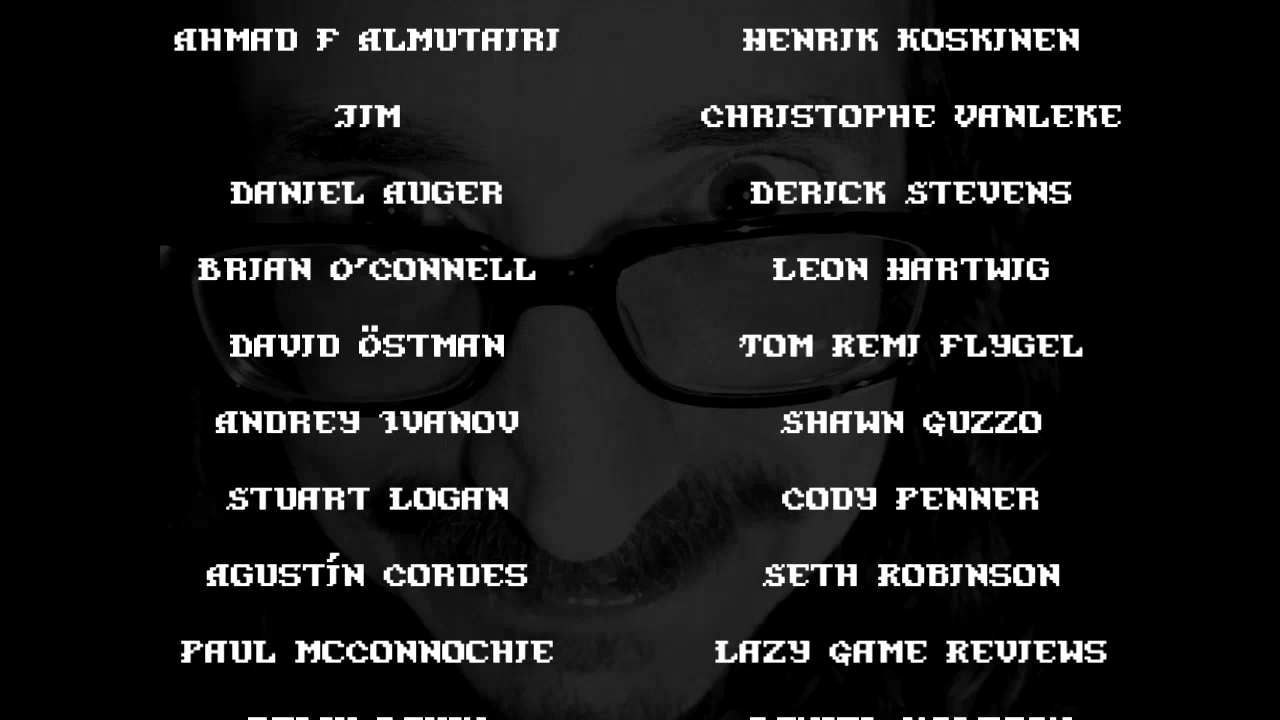 AHMAD F ALMUTAIRI
HENRIK KOSKINEN
JIM
CHRISTOPHE VANLEKE
DANIEL AUGER
DERICK STEVENS
BRIAN O'CONNELL
LEON HARTWIG
DAVID ÖSTMAN
TOM REMI FLYGEL
ANDREY IVANOV
SHAWN GUZZO
STUART LOGAN
CODY PENNER
AGUSTÍN CORDES
SETH ROBINSON
PAUL MCCONNOCHIE
LAZY GAME REVIEWS